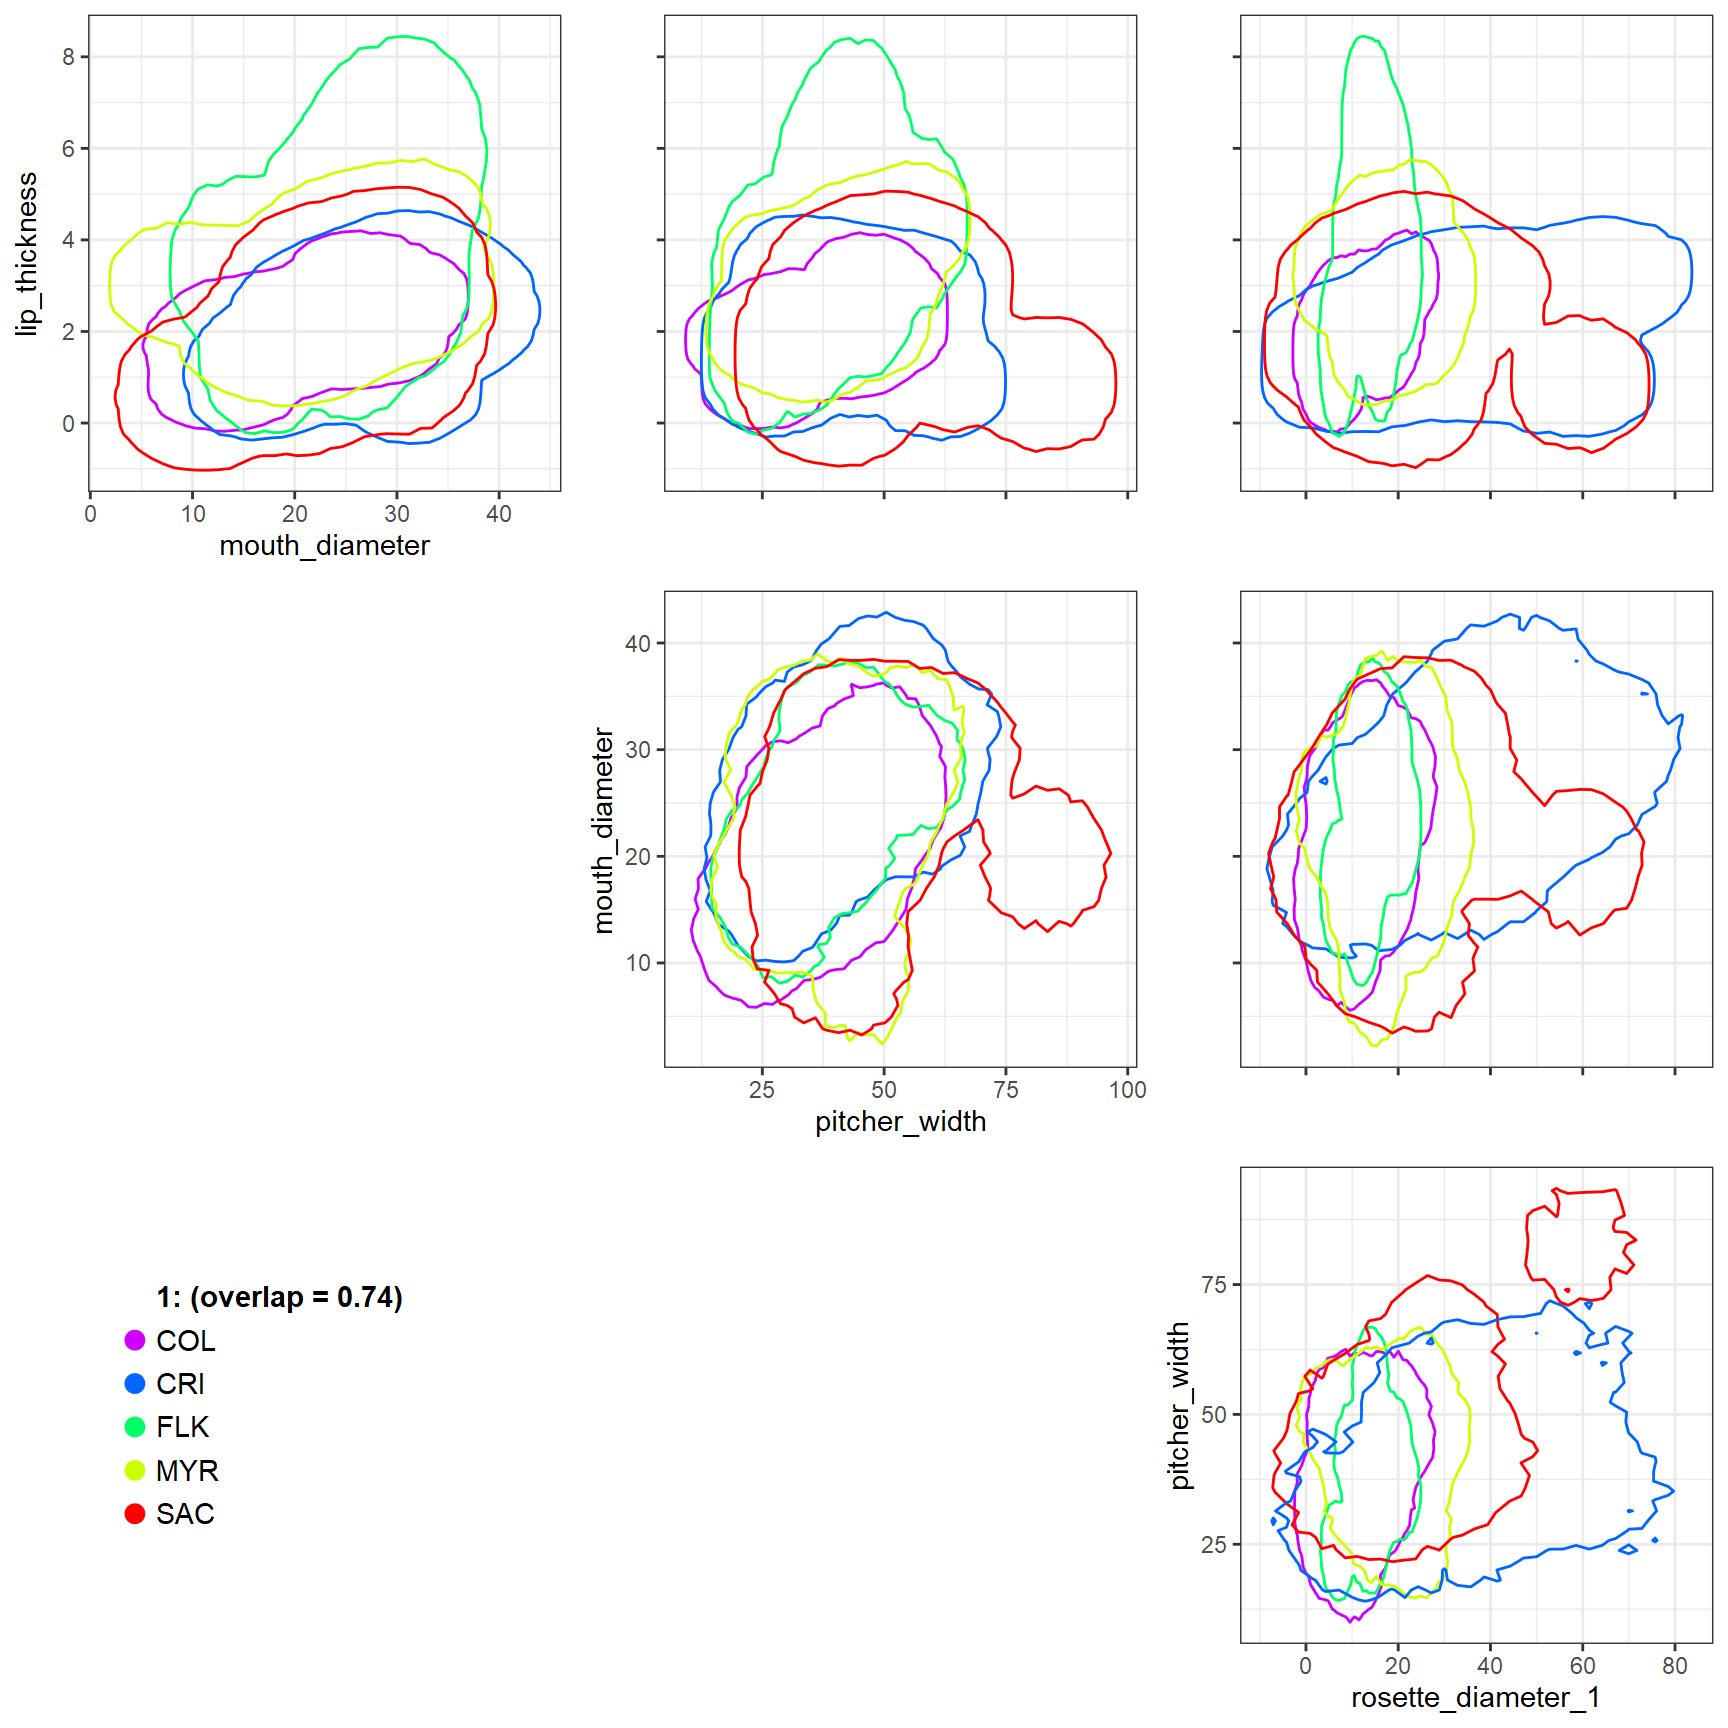 8
6
4
2
0
lip_thickness
0 10 20 30 40
mouth_diameter
40
30
20
10
mouth_diameter
25 50 75 100
pitcher_width
1: (overlap = 0.74)
COL
CRI
FLK
MYR
SAC
75
50
25
pitcher_width
0 20 40 60 80
rosette_diameter_1